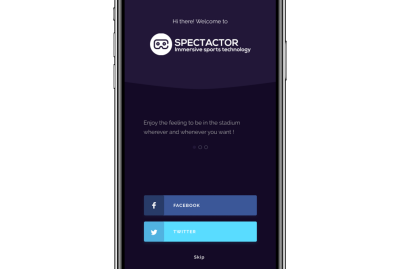 Hi there! Welcome to
SPECTACTOR
Immersive sports technology
Enjoy the feeling to be in the stadium
wherever and whenever you want !
f FACEBOOK
TWITTER
Skip